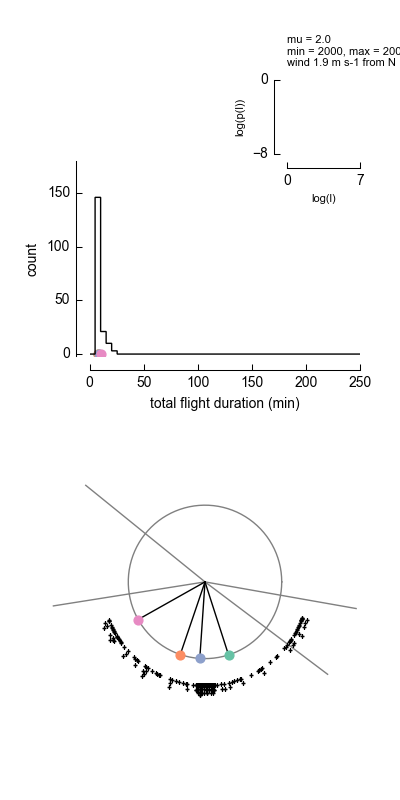 mu = 2.0
min = 2000, max = 200
wind 1.9 m s-1 from N
0
log(p(l))
−8
0 7
log(l)
150
100
count
50
0
0 50 100 150 200 250
total flight duration (min)